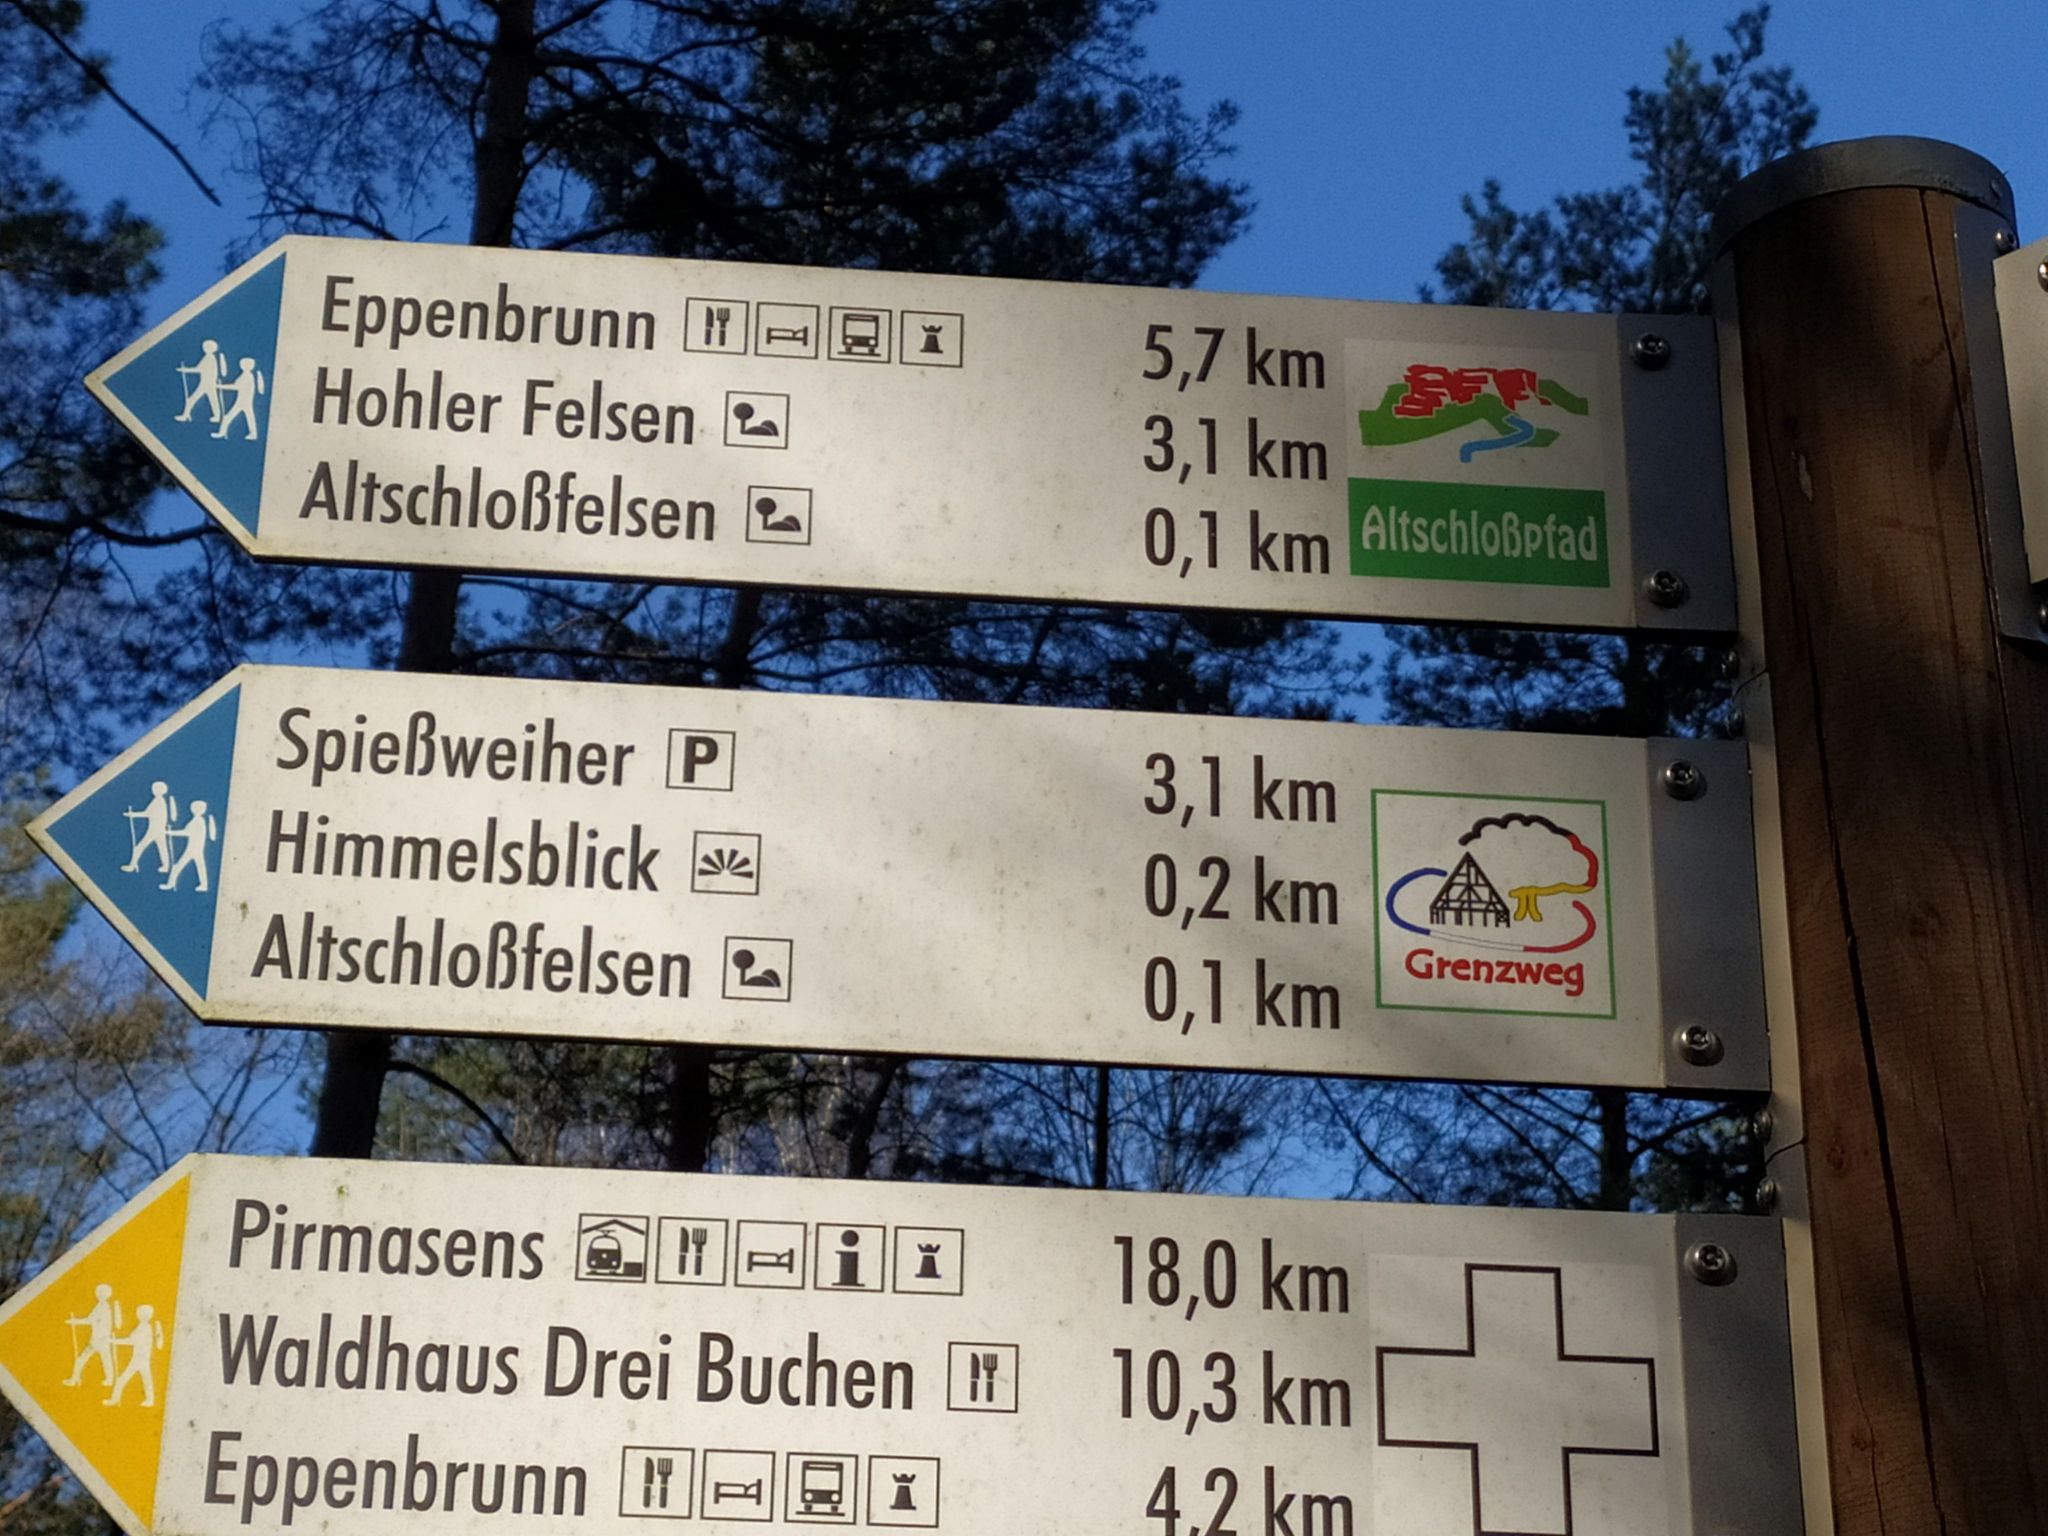 Eppenbrunn 5,7 km
Hohler Felsen 3,1 km
Altschloßfelsen 0,1 km
Altschloßpfad
Spießweiher P 3,1 km
Himmelsblick 0,2 km
Altschloßfelsen 0,1 km
Grenzweg
Pirmasens i 18,0 km
Waldhaus Drei Buchen 10,3 km
Eppenbrunn 4,2 km